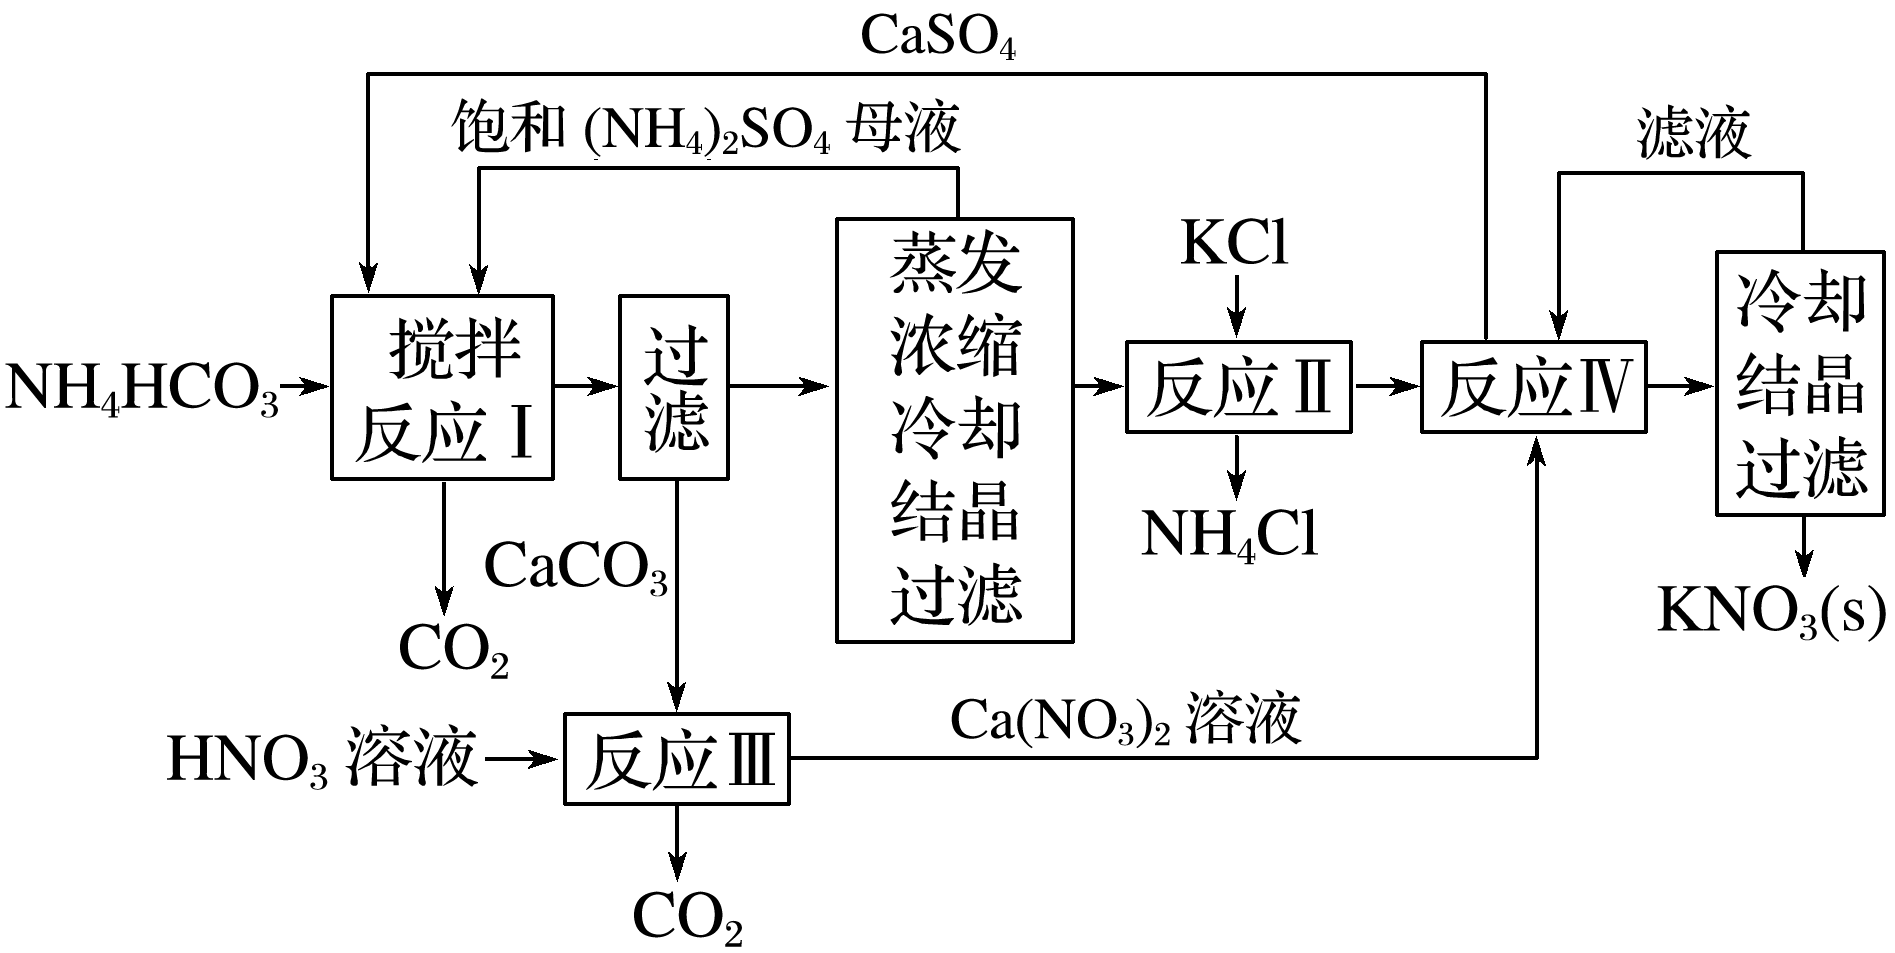 CaSO₄
饱和 (NH₄)₂SO₄ 母液
滤液
NH₄HCO₃
搅拌
反应Ⅰ
过
滤
蒸发
浓缩
冷却
结晶
过滤
KCl
反应Ⅱ
NH₄Cl
反应Ⅳ
冷却
结晶
过滤
KNO₃(s)
CaCO₃
CO₂
HNO₃ 溶液
反应Ⅲ
Ca(NO₃)₂ 溶液
CO₂